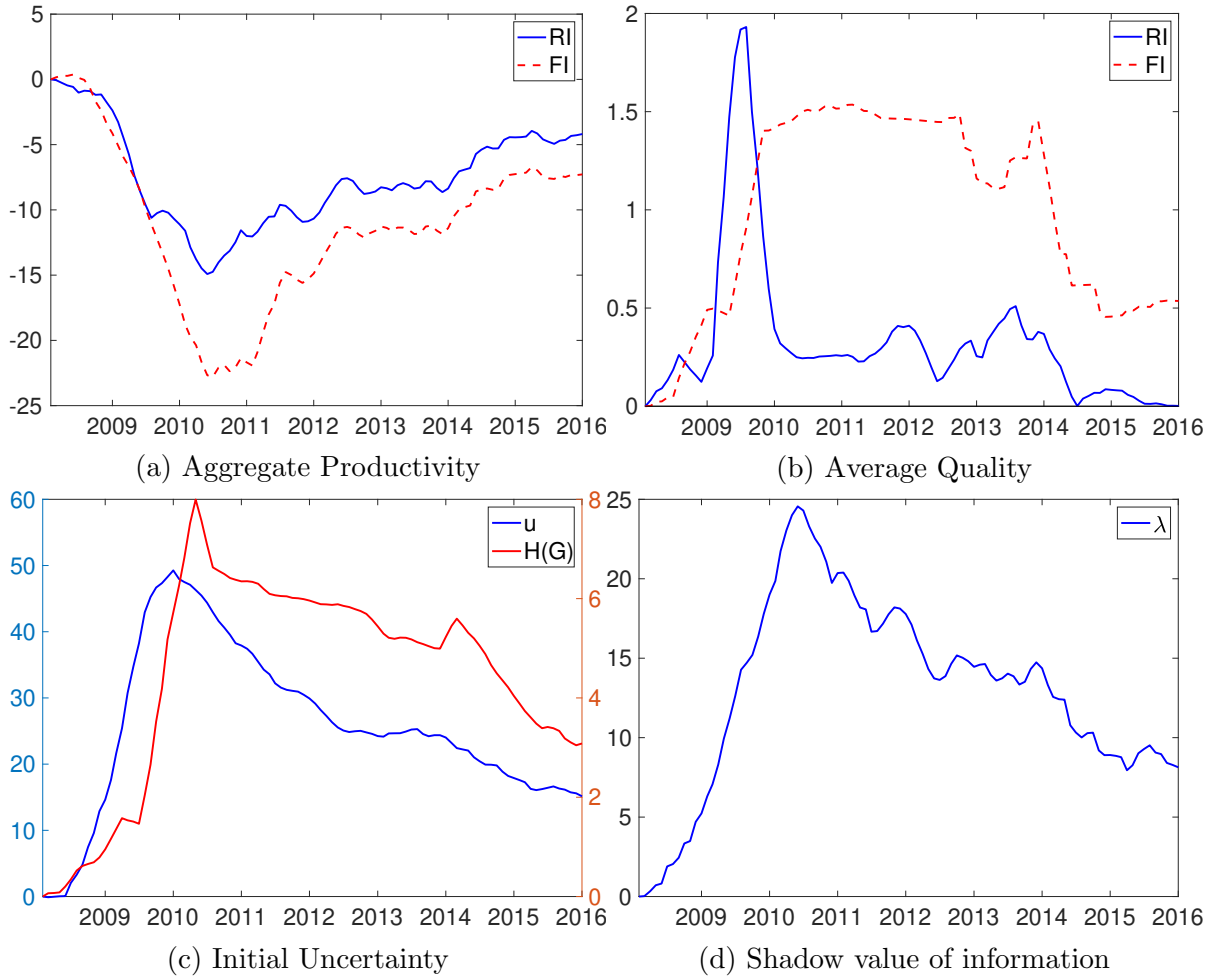 5
0
-5
-10
-15
-20
-25
RI
FI
2009 2010 2011 2012 2013 2014 2015 2016
(a) Aggregate Productivity
2
1.5
1
0.5
0
RI
FI
2009 2010 2011 2012 2013 2014 2015 2016
(b) Average Quality
60
50
40
30
20
10
0
u
H(G)
8
6
4
2
0
2009 2010 2011 2012 2013 2014 2015 2016
(c) Initial Uncertainty
25
20
15
10
5
0
λ
2009 2010 2011 2012 2013 2014 2015 2016
(d) Shadow value of information